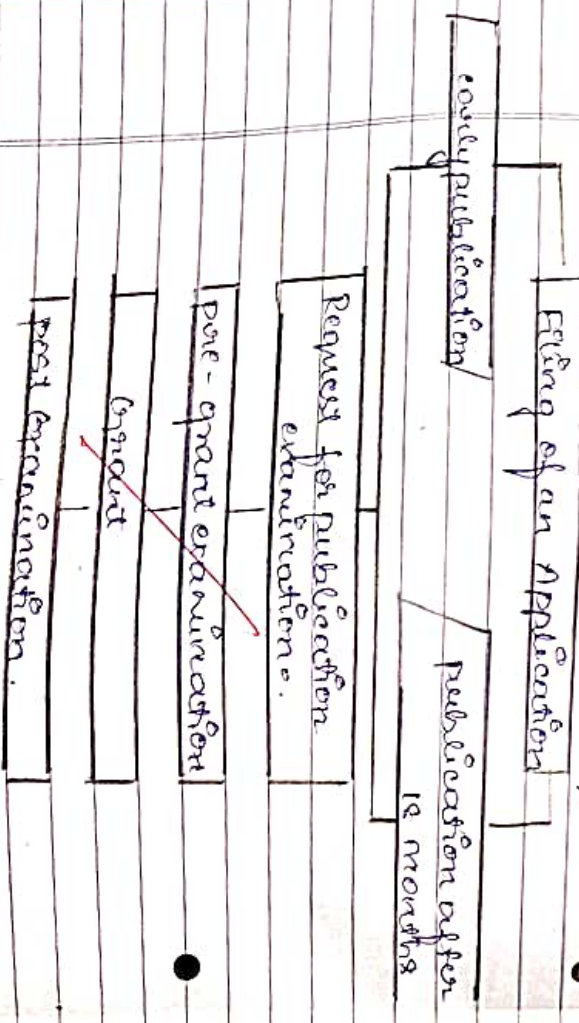 Filing of an Application
early publication
publication after
18 months
Request for publication
examination.
pre-grant examination
Grant
post examination.